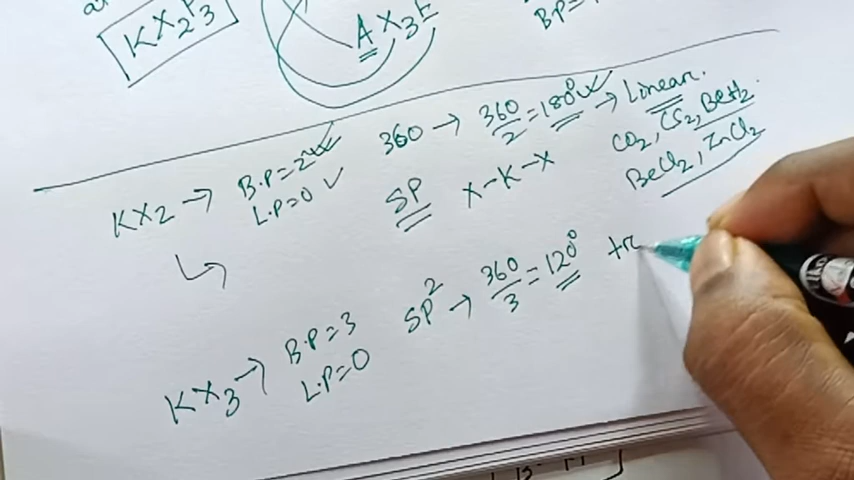 KX2P3
AX3E
B.P=
KX2 → B.P=2 360 → 360/2=180° → Linear.
L.P=0 SP X-K-X CO2, CS2, BeH2
BeCl2, ZnCl2
KX3 → B.P=3 SP2 → 360/3=120° tr
L.P=0